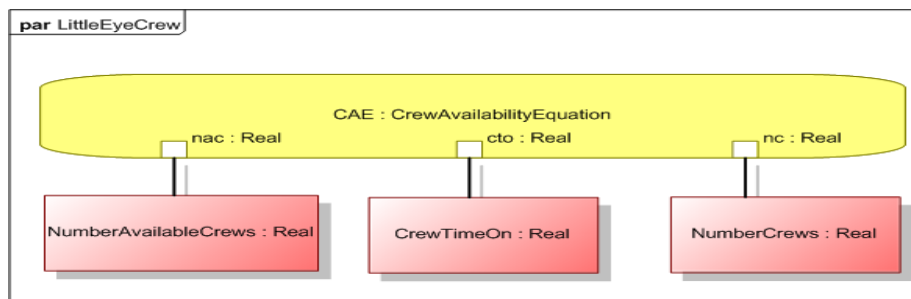 par LittleEyeCrew
CAE : CrewAvailabilityEquation
nac : Real
cto : Real
nc : Real
NumberAvailableCrews : Real
CrewTimeOn : Real
NumberCrews : Real